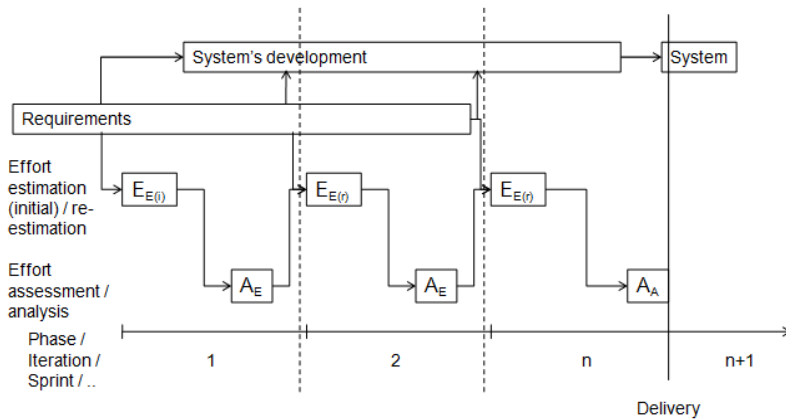 System's development
System
Requirements
Effort
estimation
(initial) / re-
estimation
E_E(i)
E_E(r)
E_E(r)
Effort
assessment /
analysis
A_E
A_E
A_A
Phase /
Iteration /
Sprint / ..
1
2
n
n+1
Delivery